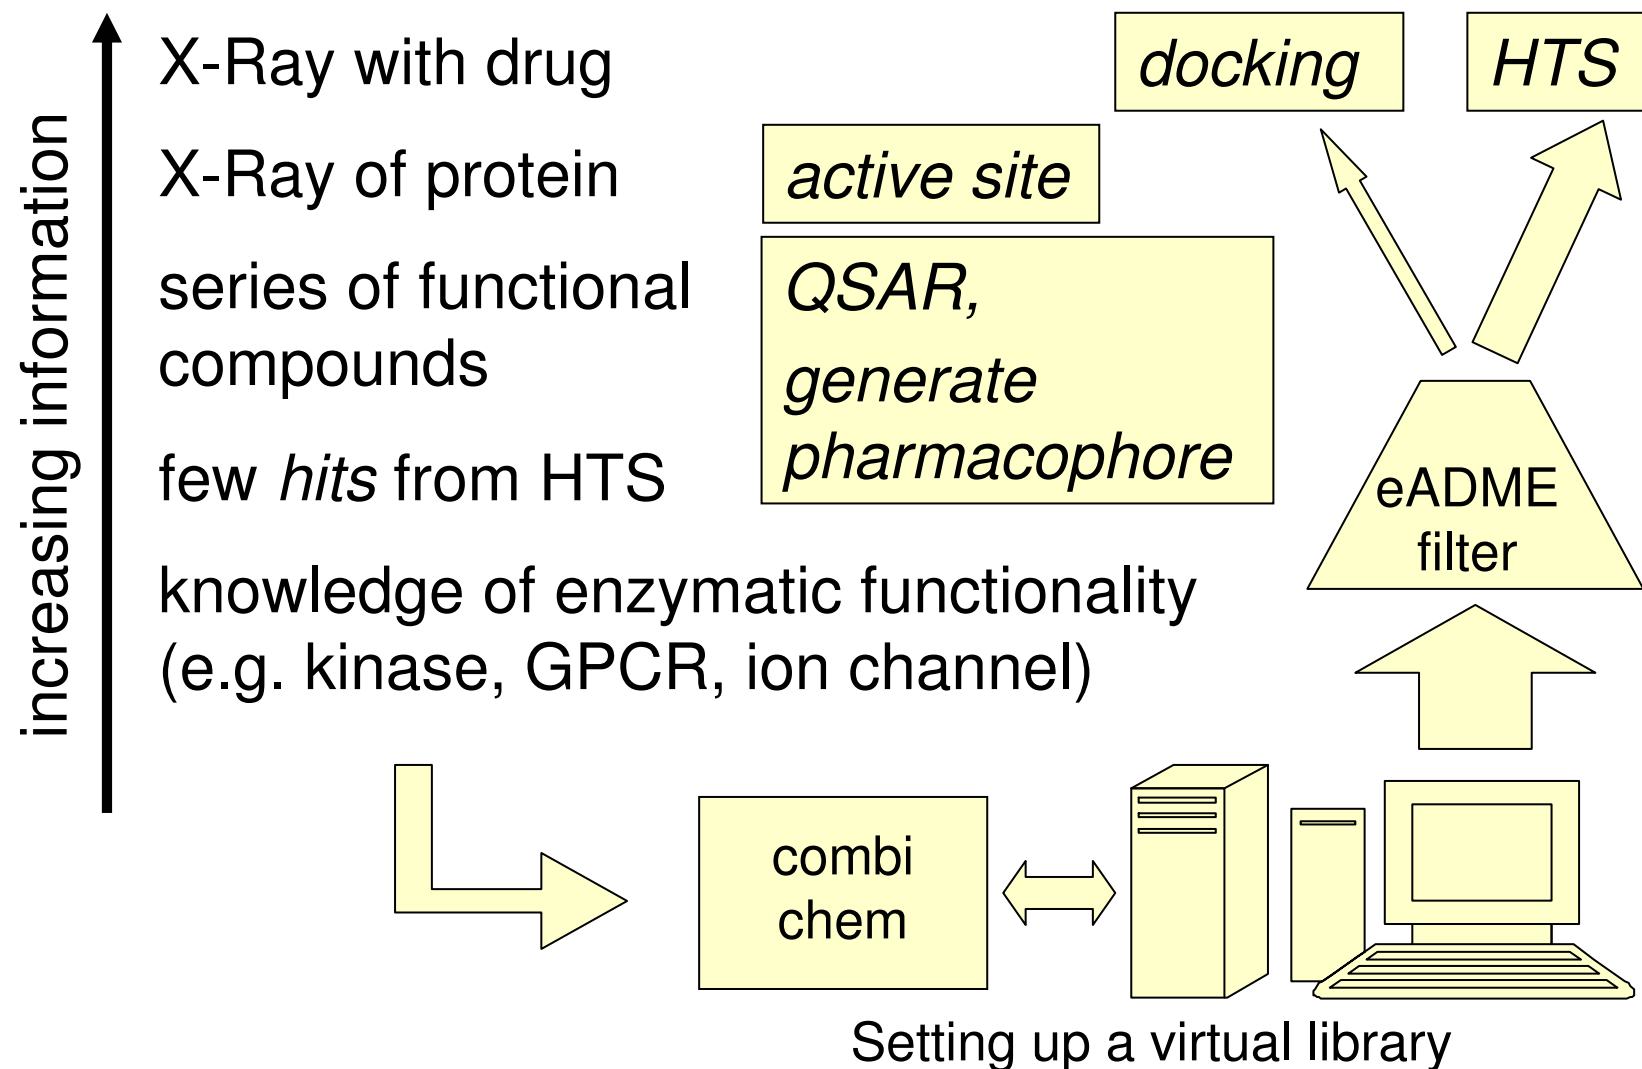 increasing information
X-Ray with drug
docking
HTS
X-Ray of protein
active site
series of functional
compounds
QSAR,
generate
pharmacophore
few hits from HTS
eADME
filter
knowledge of enzymatic functionality
(e.g. kinase, GPCR, ion channel)
combi
chem
Setting up a virtual library